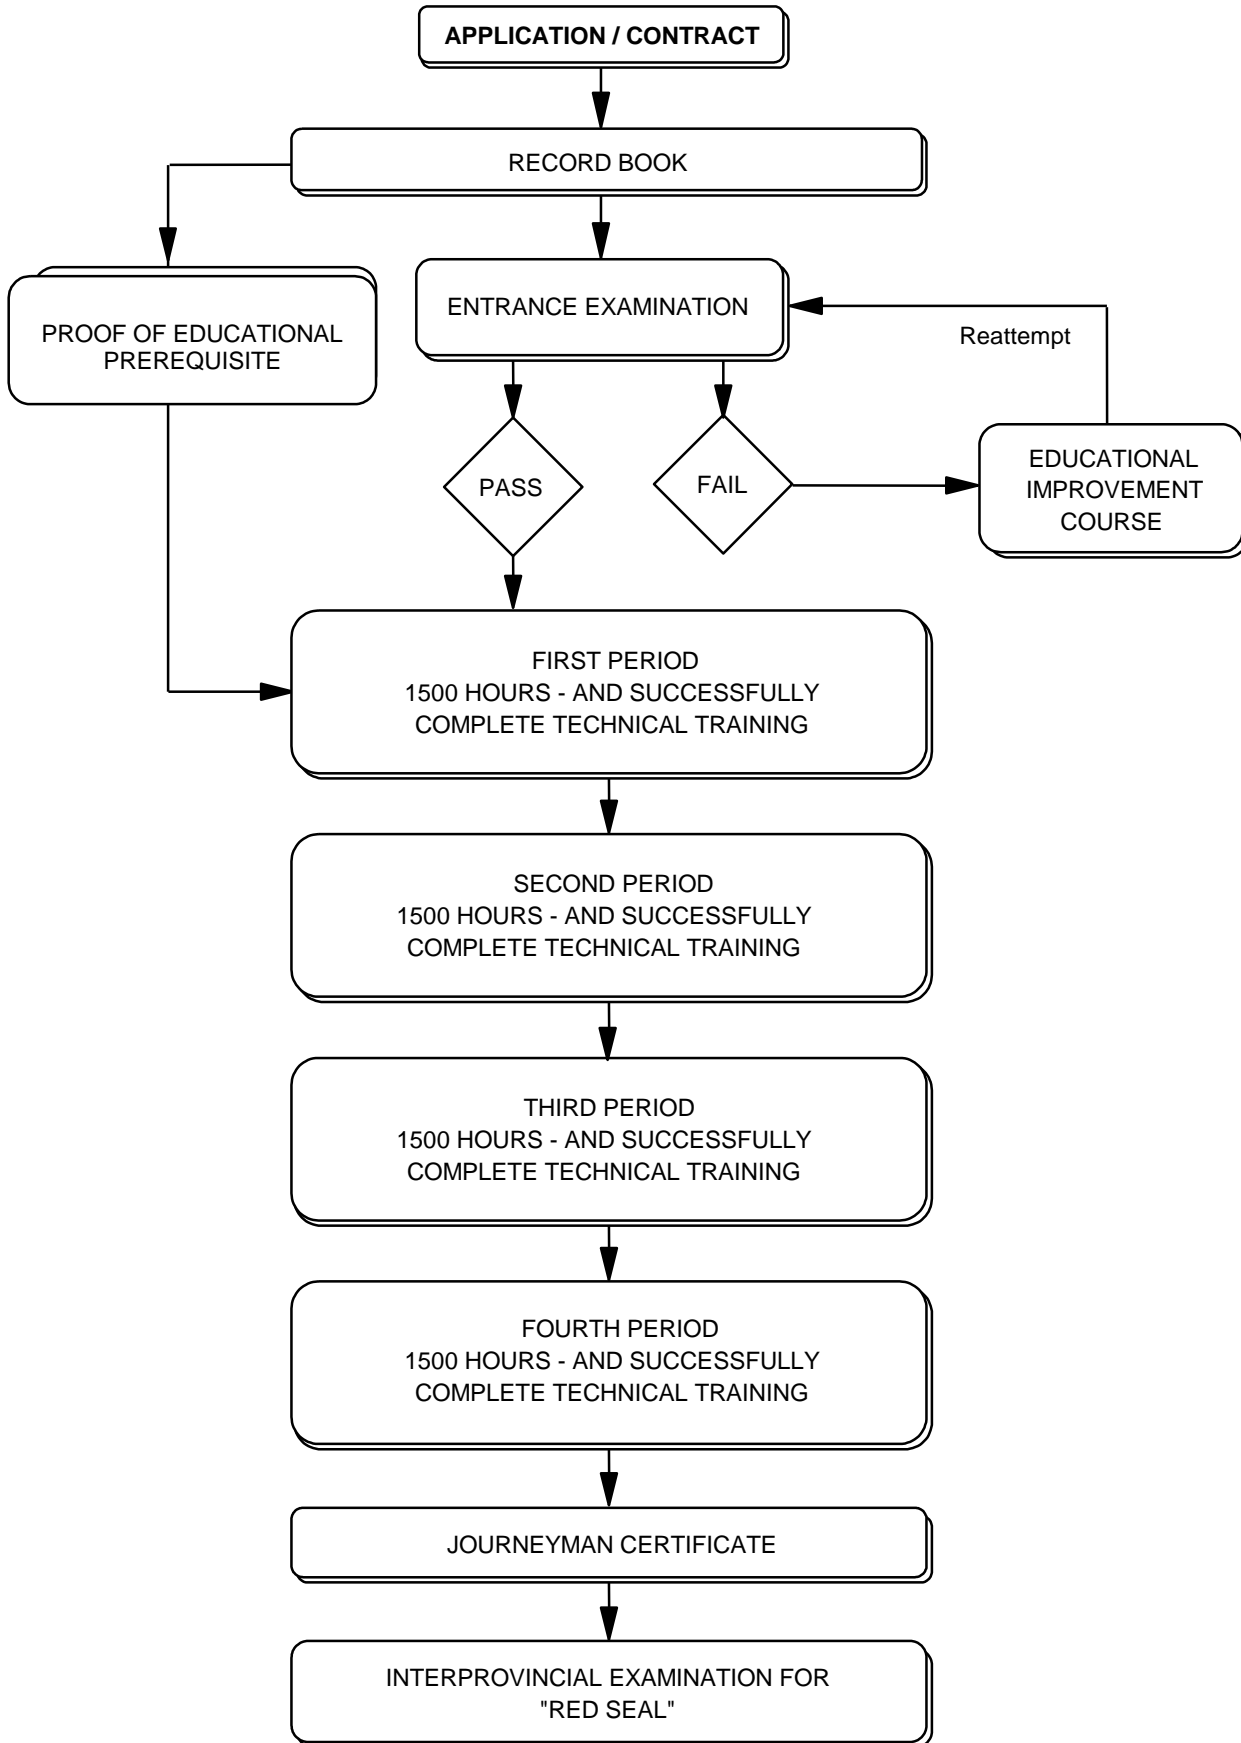 APPLICATION / CONTRACT
RECORD BOOK
PROOF OF EDUCATIONAL
PREREQUISITE
ENTRANCE EXAMINATION
Reattempt
PASS
FAIL
EDUCATIONAL
IMPROVEMENT
COURSE
FIRST PERIOD
1500 HOURS - AND SUCCESSFULLY
COMPLETE TECHNICAL TRAINING
SECOND PERIOD
1500 HOURS - AND SUCCESSFULLY
COMPLETE TECHNICAL TRAINING
THIRD PERIOD
1500 HOURS - AND SUCCESSFULLY
COMPLETE TECHNICAL TRAINING
FOURTH PERIOD
1500 HOURS - AND SUCCESSFULLY
COMPLETE TECHNICAL TRAINING
JOURNEYMAN CERTIFICATE
INTERPROVINCIAL EXAMINATION FOR
"RED SEAL"